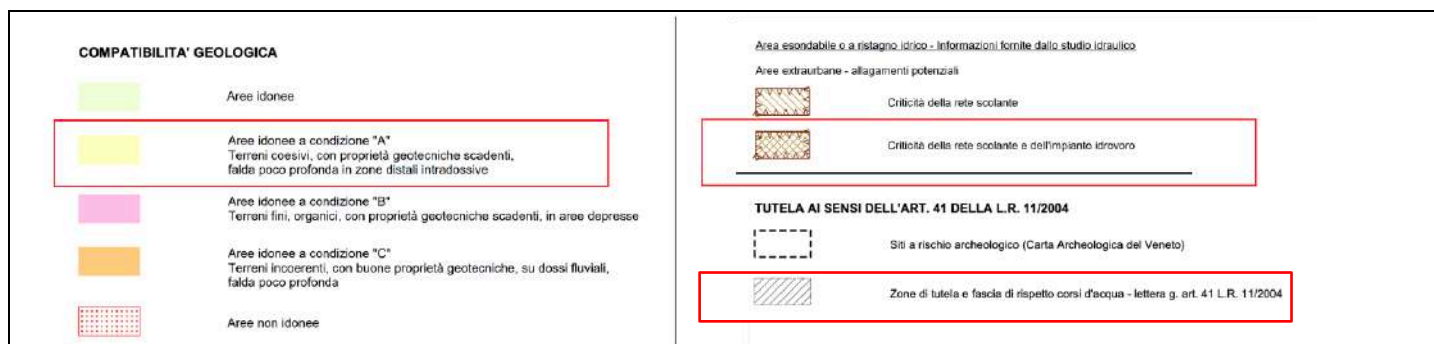 COMPATIBILITA' GEOLOGICA
Aree idonee
Aree idonee a condizione "A"
Terreni coesivi, con proprietà geotecniche scadenti,
falda poco profonda in zone distali intradossive
Aree idonee a condizione "B"
Terreni fini, organici, con proprietà geotecniche scadenti, in aree depresse
Aree idonee a condizione "C"
Terreni incoerenti, con buone proprietà geotecniche, su dossi fluviali,
falda poco profonda
Aree non idonee
Area esondabile o a ristagno idrico - Informazioni fornite dallo studio idraulico
Aree extraurbane - allagamenti potenziali
Criticità della rete scolante
Criticità della rete scolante e dell'impianto idrovoro
TUTELA AI SENSI DELL'ART. 41 DELLA L.R. 11/2004
Siti a rischio archeologico (Carta Archeologica del Veneto)
Zone di tutela e fascia di rispetto corsi d'acqua - lettera g. art. 41 L.R. 11/2004